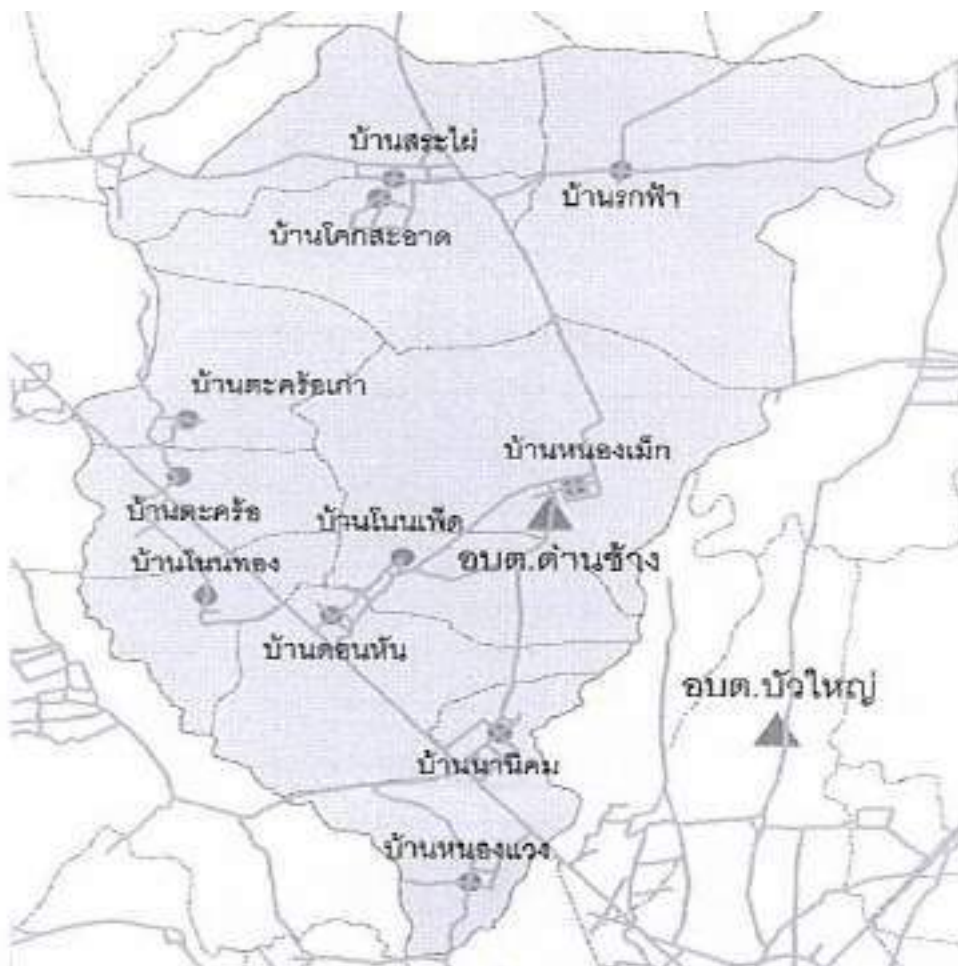 บ้านสระไผ่
บ้านรกฟ้า
บ้านโคกสะอาด
บ้านตะคร้อเก่า
บ้านหนองเม็ก
บ้านตะคร้อ
บ้านโนนเพ็ด
อบต.ด่านช้าง
บ้านโนนทอง
บ้านดอนหัน
อบต.บัวใหญ่
บ้านนานิคม
บ้านหนองแวง